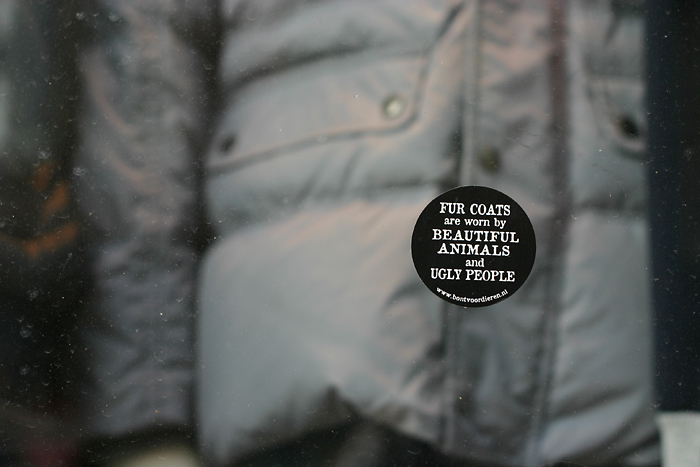 FUR COATS
are worn by
BEAUTIFUL
ANIMALS
and
UGLY PEOPLE
www.bontvoordieren.nl